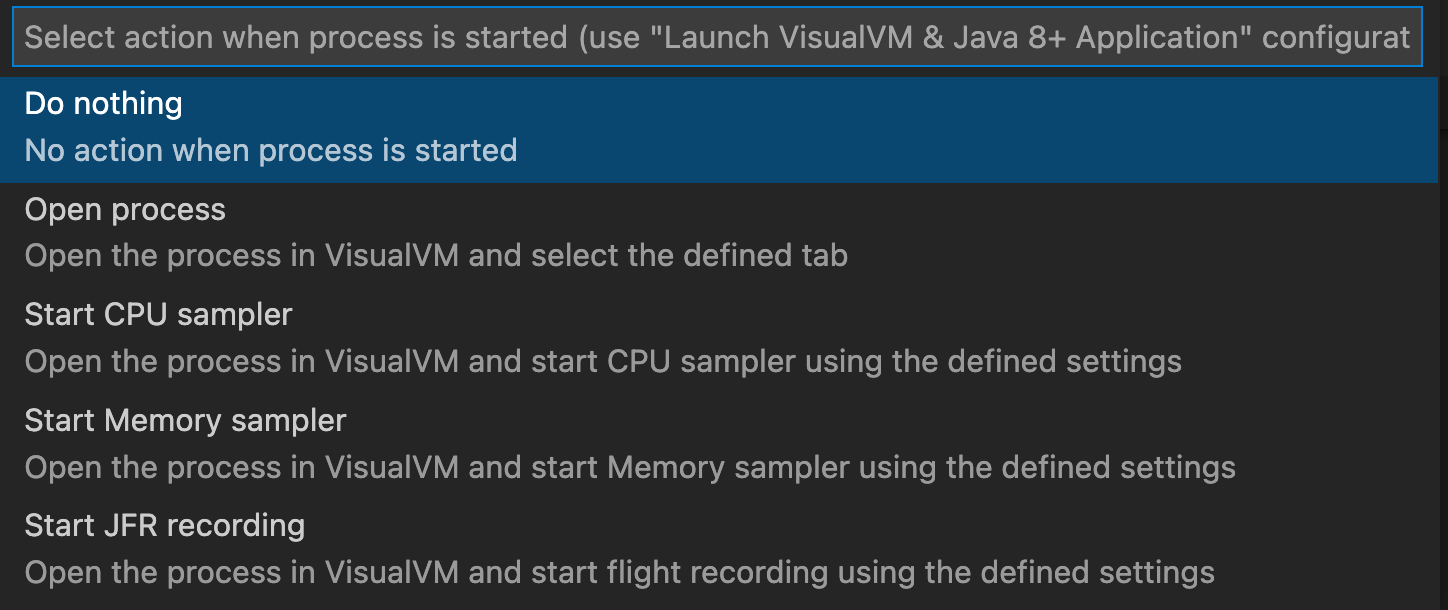 Select action when process is started (use "Launch VisualVM & Java 8+ Application" configurat
Do nothing
No action when process is started
Open process
Open the process in VisualVM and select the defined tab
Start CPU sampler
Open the process in VisualVM and start CPU sampler using the defined settings
Start Memory sampler
Open the process in VisualVM and start Memory sampler using the defined settings
Start JFR recording
Open the process in VisualVM and start flight recording using the defined settings